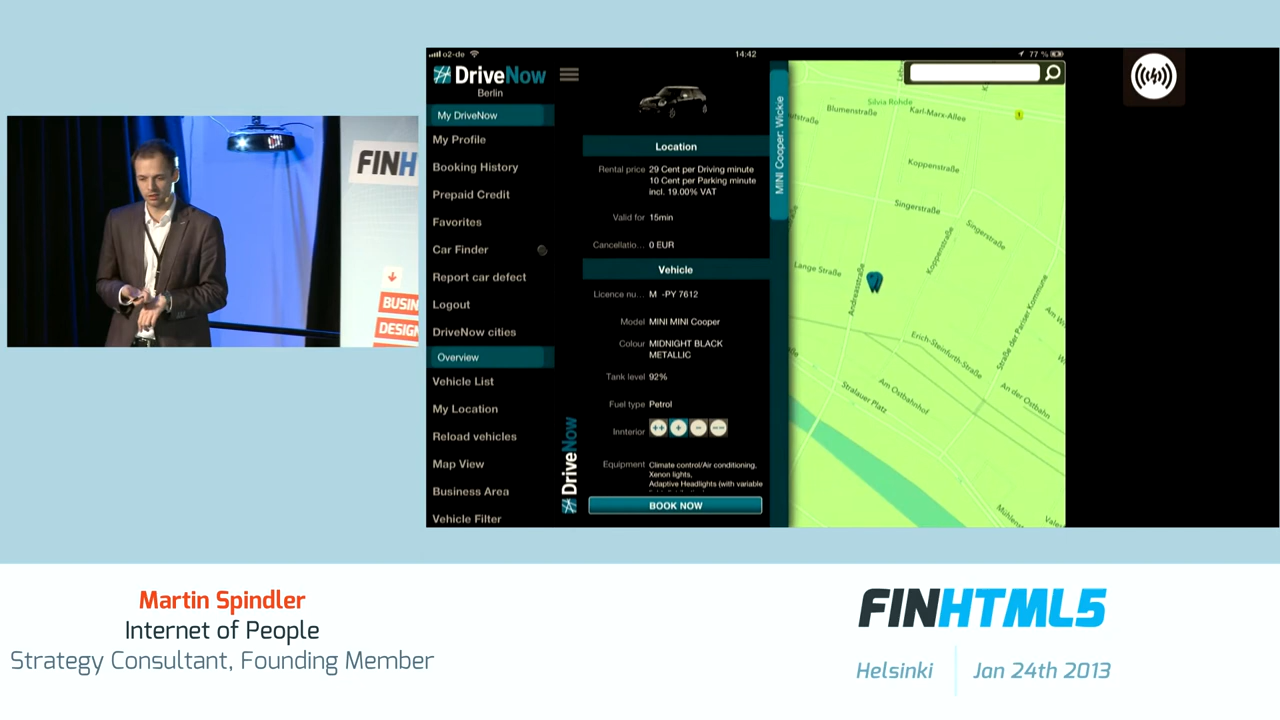 FINH
BUSIN
DESIGN
o2-de
14:42
77 %
DriveNow
Berlin
My DriveNow
My Profile
Booking History
Prepaid Credit
Favorites
Car Finder
Report car defect
Logout
DriveNow cities
Overview
Vehicle List
My Location
Reload vehicles
Map View
Business Area
Vehicle Filter
DriveNow
Location
Rental price 29 Cent per Driving minute
10 Cent per Parking minute
incl. 19.00% VAT
Valid for 15min
Cancellatio... 0 EUR
Vehicle
Licence nu... M -PY 7612
Model MINI MINI Cooper
Colour MIDNIGHT BLACK
METALLIC
Tank level 92%
Fuel type Petrol
Innterior ++ + - --
Equipment Climate control/Air conditioning,
Xenon lights,
Adaptive Headlights (with variable
BOOK NOW
MINI Cooper: Wickie
Silvia Rohde
Blumenstraße
Karl-Marx-Allee
Koppenstraße
Singerstraße
Singerstraße
Koppenstraße
Lange Straße
Andreasstraße
Straße der Pariser Kommune
Erich-Steinfurth-Straße
Am Ostbahnhof
An der Ostbahn
Stralauer Platz
Martin Spindler
Internet of People
Strategy Consultant, Founding Member
FINHTML5
Helsinki
Jan 24th 2013